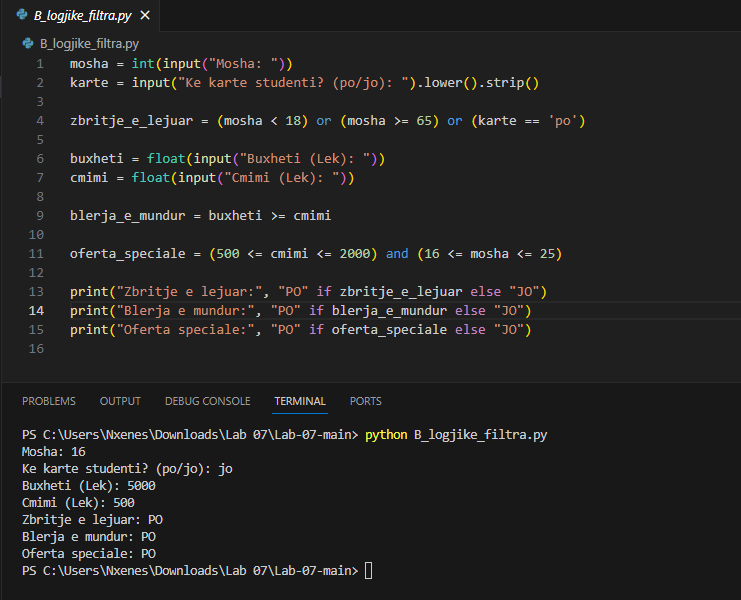 B_logjike_filtra.py
B_logjike_filtra.py
1 mosha = int(input("Mosha: "))
2 karte = input("Ke karte studenti? (po/jo): ").lower().strip()
3
4 zbritje_e_lejuar = (mosha < 18) or (mosha >= 65) or (karte == 'po')
5
6 buxheti = float(input("Buxheti (Lek): "))
7 cmimi = float(input("Cmimi (Lek): "))
8
9 blerja_e_mundur = buxheti >= cmimi
10
11 oferta_speciale = (500 <= cmimi <= 2000) and (16 <= mosha <= 25)
12
13 print("Zbritje e lejuar:", "PO" if zbritje_e_lejuar else "JO")
14 print("Blerja e mundur:", "PO" if blerja_e_mundur else "JO")
15 print("Oferta speciale:", "PO" if oferta_speciale else "JO")
16
PROBLEMS OUTPUT DEBUG CONSOLE TERMINAL PORTS
PS C:\Users\Nxenes\Downloads\Lab 07\Lab-07-main> python B_logjike_filtra.py
Mosha: 16
Ke karte studenti? (po/jo): jo
Buxheti (Lek): 5000
Cmimi (Lek): 500
Zbritje e lejuar: PO
Blerja e mundur: PO
Oferta speciale: PO
PS C:\Users\Nxenes\Downloads\Lab 07\Lab-07-main>